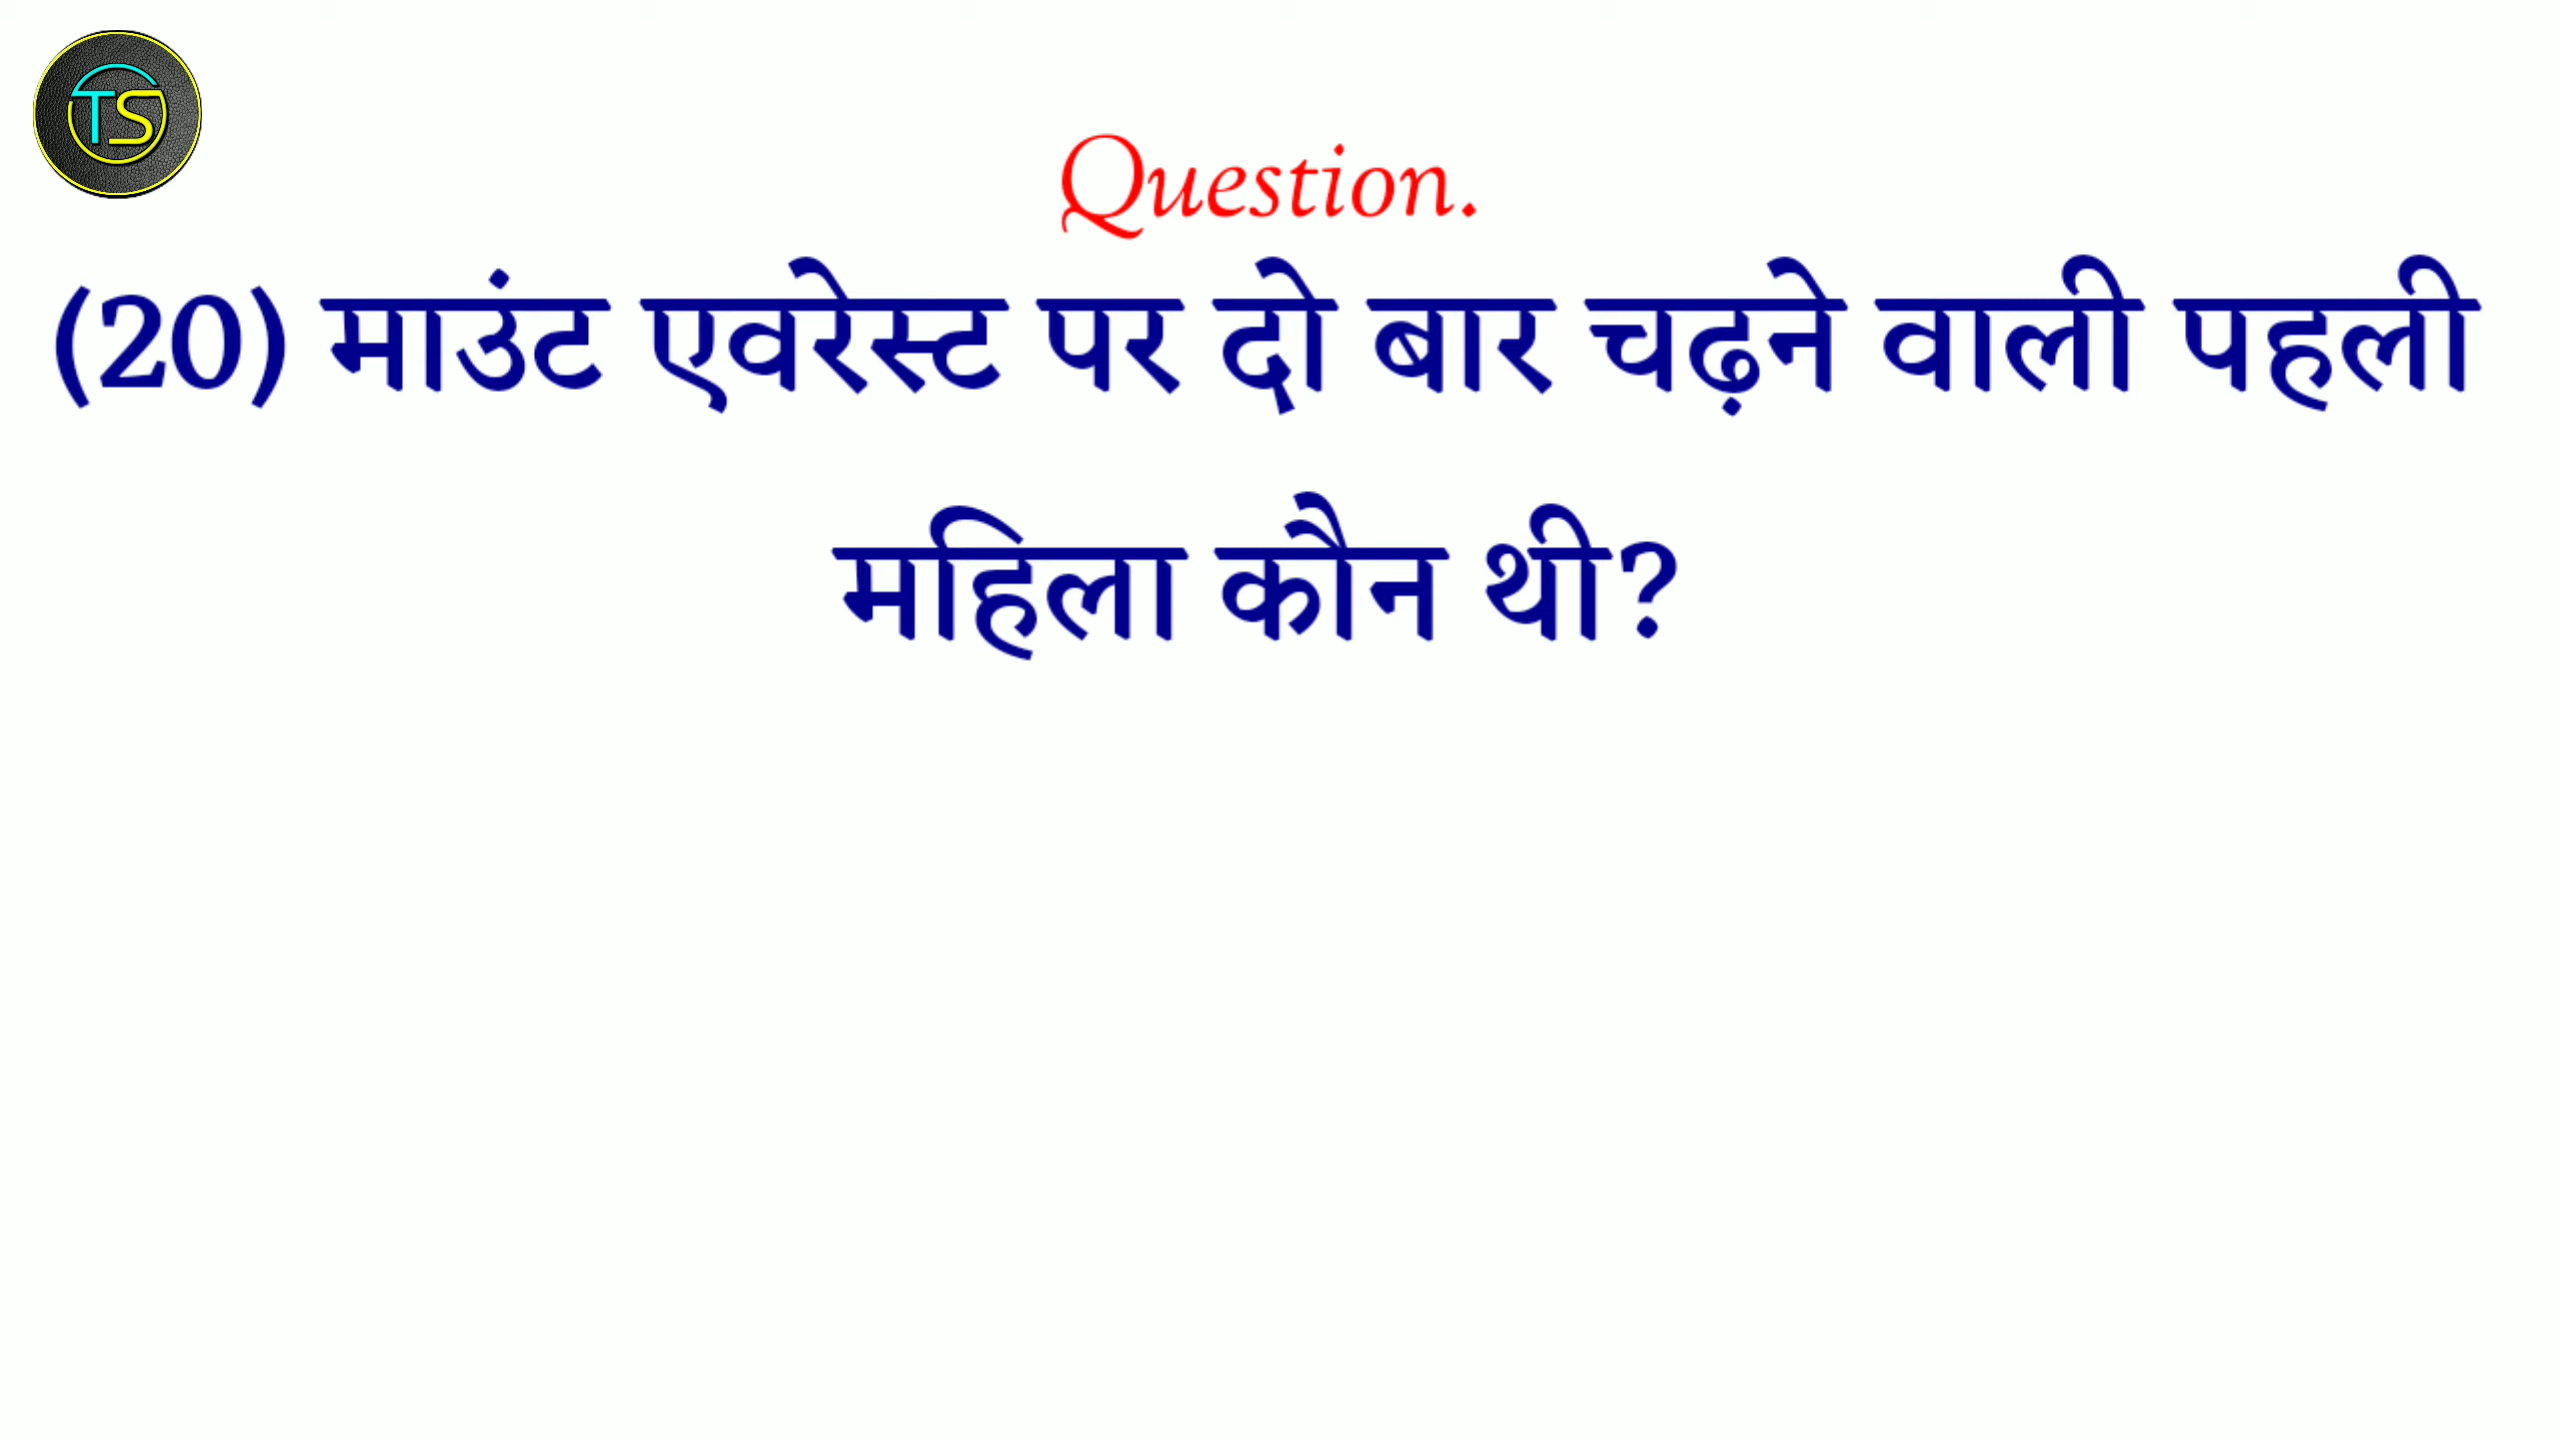 TS
Question.
(20) माउंट एवरेस्ट पर दो बार चढ़ने वाली पहली
महिला कौन थी?